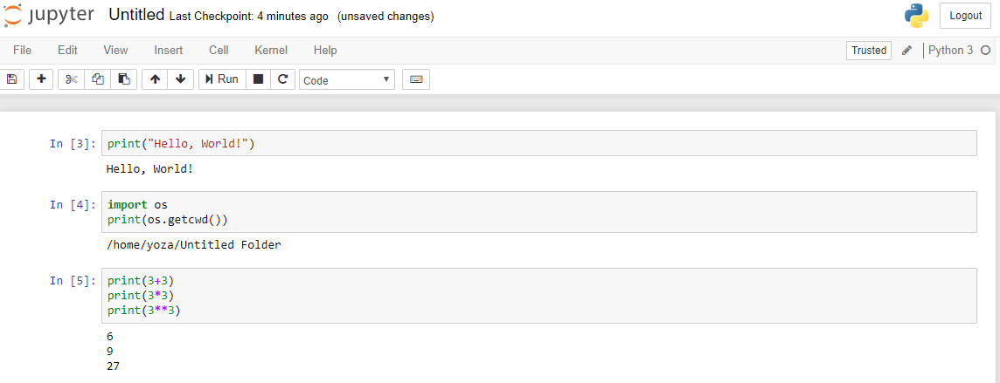 jupyter Untitled Last Checkpoint: 4 minutes ago (unsaved changes) Logout
File Edit View Insert Cell Kernel Help Trusted Python 3
Run Code
In [3]: print("Hello, World!")
Hello, World!
In [4]: import os
print(os.getcwd())
/home/yoza/Untitled Folder
In [5]: print(3+3)
print(3*3)
print(3**3)
6
9
27